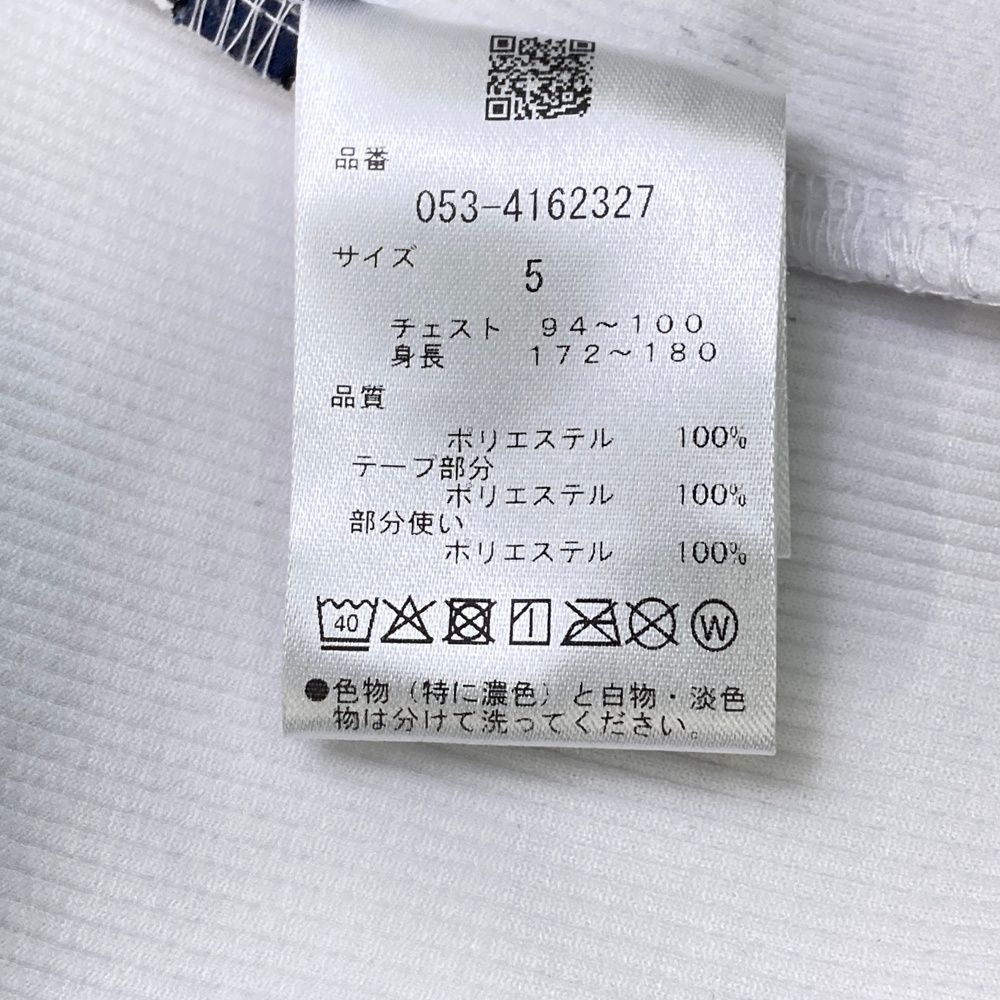 品番
053-4162327
サイズ
5
チェスト 94～100
身長 172～180
品質
ポリエステル 100%
テープ部分
ポリエステル 100%
部分使い
ポリエステル 100%
40 1 W
●色物(特に濃色)と白物・淡色
物は分けて洗ってください。